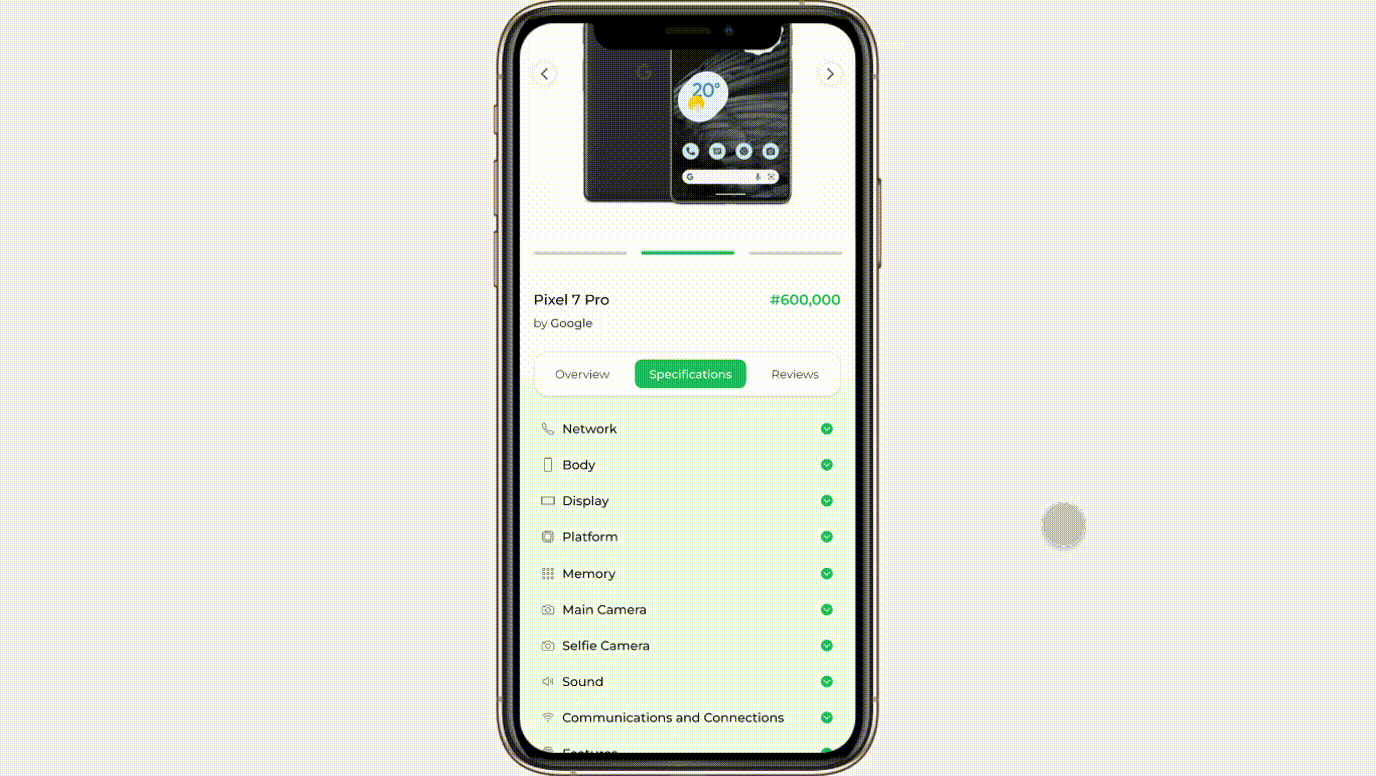 G
20°
G
Pixel 7 Pro
#600,000
by Google
Overview
Specifications
Reviews
Network
Body
Display
Platform
Memory
Main Camera
Selfie Camera
Sound
Communications and Connections
Features